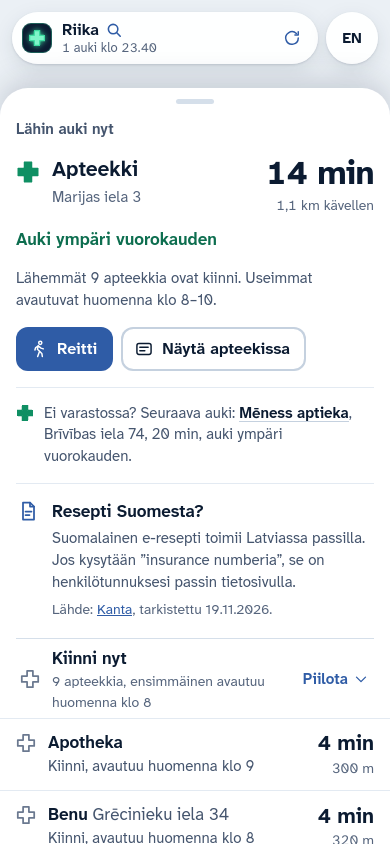 Riika
1 auki klo 23.40
EN
Lähin auki nyt
Apteekki
14 min
Marijas iela 3
1,1 km kävellen
Auki ympäri vuorokauden
Lähemmät 9 apteekkia ovat kiinni. Useimmat
avautuvat huomenna klo 8–10.
Reitti
Näytä apteekissa
Ei varastossa? Seuraava auki: Mēness aptieka,
Brīvības iela 74, 20 min, auki ympäri
vuorokauden.
Resepti Suomesta?
Suomalainen e-resepti toimii Latviassa passilla.
Jos kysytään ”insurance numberia”, se on
henkilötunnuksesi passin tietosivulla.
Lähde: Kanta, tarkistettu 19.11.2026.
Kiinni nyt
9 apteekkia, ensimmäinen avautuu
huomenna klo 8
Piilota
Apotheka
4 min
Kiinni, avautuu huomenna klo 9
300 m
Benu Grēcinieku iela 34
4 min
Kiinni, avautuu huomenna klo 8
320 m